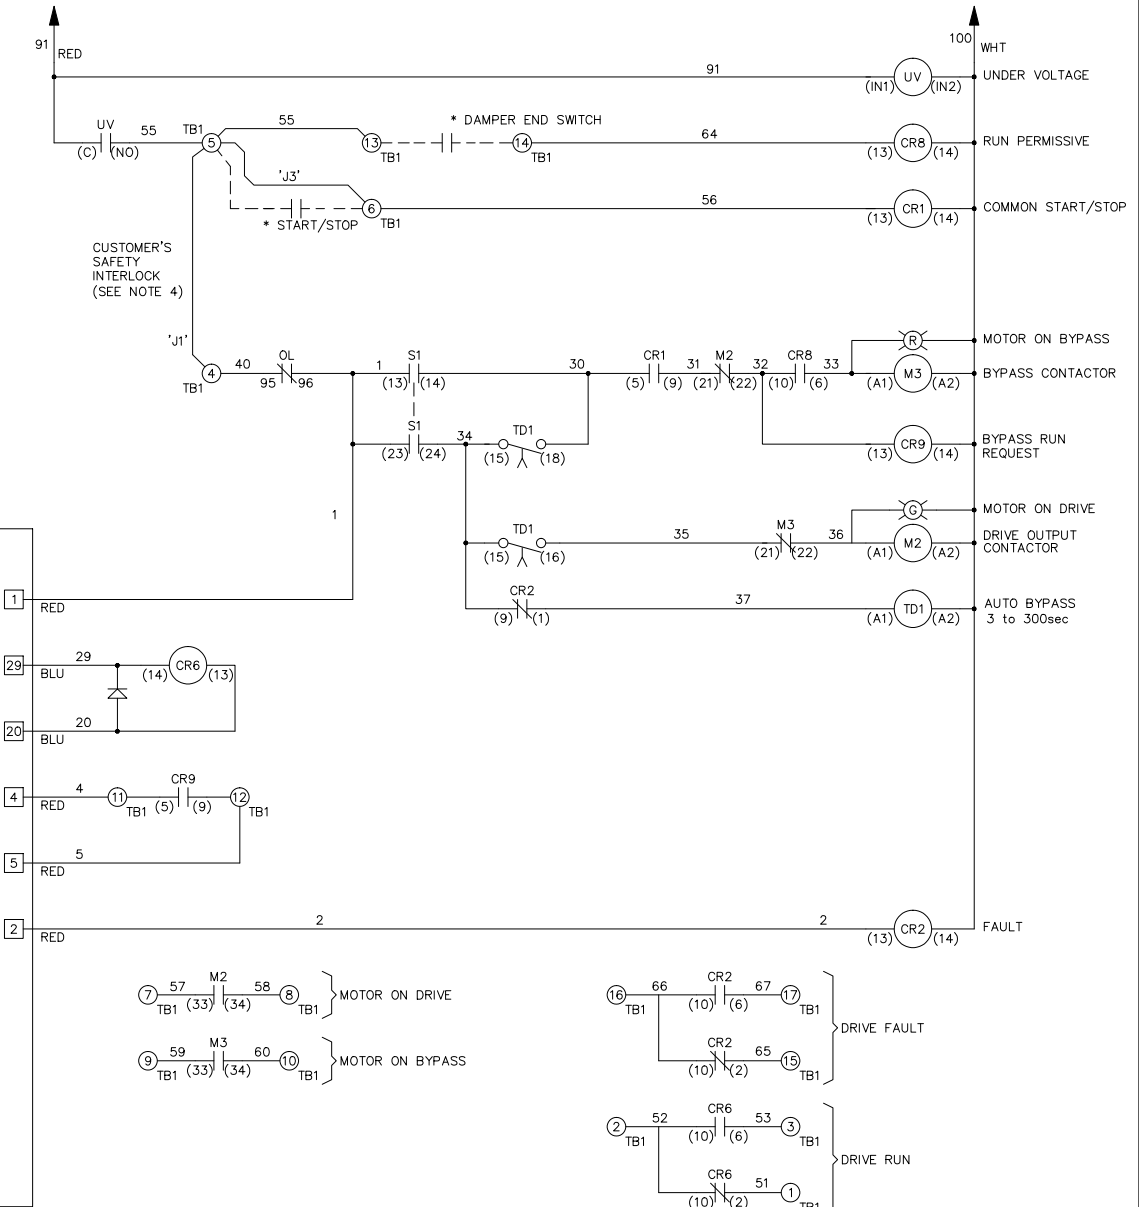 91
RED
100
WHT
91
(IN1)
UV
(IN2)
UNDER VOLTAGE
UV
(C)
(NO)
55
TB1
5
55
13
TB1
* DAMPER END SWITCH
14
TB1
64
(13)
CR8
(14)
RUN PERMISSIVE
'J3'
* START/STOP
6
TB1
56
(13)
CR1
(14)
COMMON START/STOP
CUSTOMER'S
SAFETY
INTERLOCK
(SEE NOTE 4)
'J1'
4
TB1
40
OL
95
96
1
S1
(13)
(14)
30
CR1
(5)
(9)
31
M2
(21)
(22)
32
CR8
(10)
(6)
33
R
MOTOR ON BYPASS
(A1)
M3
(A2)
BYPASS CONTACTOR
S1
(23)
(24)
34
TD1
(15)
(18)
(13)
CR9
(14)
BYPASS RUN
REQUEST
1
TD1
(15)
(16)
35
M3
(21)
(22)
36
G
MOTOR ON DRIVE
(A1)
M2
(A2)
DRIVE OUTPUT
CONTACTOR
CR2
(9)
(1)
37
(A1)
TD1
(A2)
AUTO BYPASS
3 to 300sec
1
RED
29
BLU
29
(14)
CR6
(13)
20
BLU
20
4
RED
4
11
TB1
CR9
(5)
(9)
12
TB1
5
RED
5
2
RED
2
2
(13)
CR2
(14)
FAULT
7
TB1
57
M2
(33)
(34)
58
8
TB1
MOTOR ON DRIVE
9
TB1
59
M3
(33)
(34)
60
10
TB1
MOTOR ON BYPASS
16
TB1
66
CR2
(10)
(6)
67
17
TB1
CR2
(10)
(2)
65
15
TB1
DRIVE FAULT
2
TB1
52
CR6
(10)
(6)
53
3
TB1
CR6
(10)
(2)
51
1
TB1
DRIVE RUN